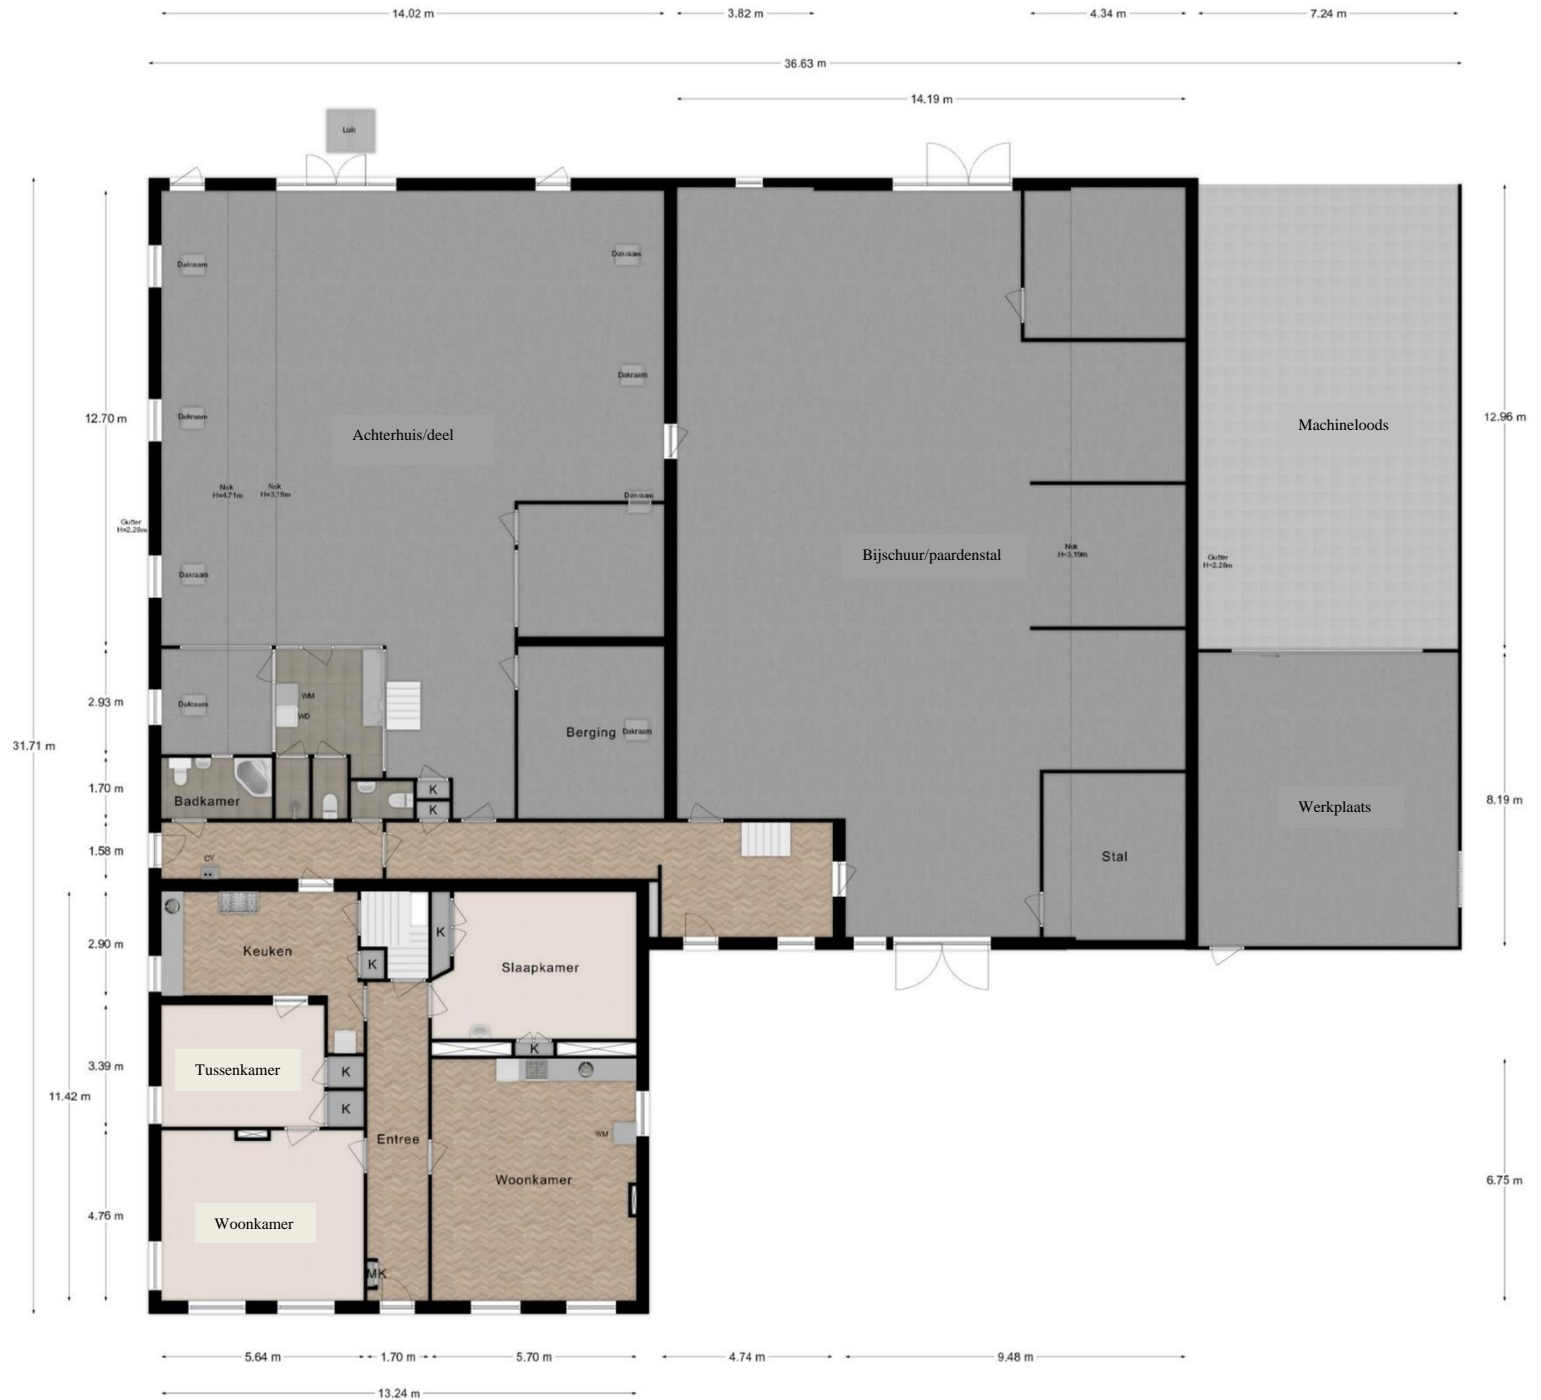 14.02 m
3.82 m
4.34 m
7.24 m
36.63 m
14.19 m
Luik
Dakraam
Dakraam
Dakraam
12.70 m
Dakraam
Achterhuis/deel
Machineloods
12.96 m
Nok
H=4.71m
Nok
H=3.19m
Dakraam
Gutter
H=2.28m
Bijschuur/paardenstal
Nok
H=3.19m
Gutter
H=2.28m
Dakraam
2.93 m
Dakraam
WM
WD
Berging
Dakraam
31.71 m
1.70 m
Badkamer
K
K
Werkplaats
8.19 m
1.58 m
CV
Stal
2.90 m
Keuken
K
K
Slaapkamer
K
3.39 m
Tussenkamer
K
11.42 m
K
Entree
WM
Woonkamer
6.75 m
4.76 m
Woonkamer
MK
5.64 m
1.70 m
5.70 m
4.74 m
9.48 m
13.24 m